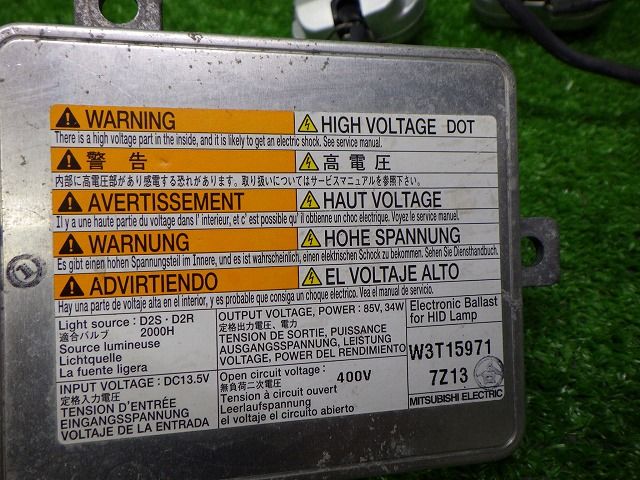 WARNING HIGH VOLTAGE DOT
There is a high voltage part in the inside, and it is likely to get an electric shock. See service manual.
警告 高電圧
内部に高電圧部があり感電する恐れがあります。取り扱いについてはサービスマニュアルを参照下さい。
AVERTISSEMENT HAUT VOLTAGE
Il y a une haute partie du voltage dans l' interieur, et c' est possible qu'il obtienne un choc electrique. Voyez le service manuel.
WARNUNG HOHE SPANNUNG
Es gibt einen hohen Spannungsteil im Innere, und es ist wahrscheinlich, einen elektrischen Schock zu bekommen. Sehen Sie Diensthandbuch.
ADVIRTIENDO EL VOLTAJE ALTO
Hay una parte de voltaje alta en el interior, y es probable que consiga un choque electrico. Vea el manual de servicio.
Light source : D2S・D2R
適合バルブ 2000H
Source lumineuse
Lichtquelle
La fuente ligera
OUTPUT VOLTAGE, POWER : 85V, 34W
定格出力電圧、電力
TENSION DE SORTIE, PUISSANCE
AUSGANGSSPANNUNG, LEISTUNG
VOLTAGE, POWER DEL RENDIMIENTO
Electronic Ballast
for HID Lamp
W3T15971
7Z13
MITSUBISHI ELECTRIC
INPUT VOLTAGE : DC13.5V
定格入力電圧
TENSION D'ENTRÉE
EINGANGSSPANNUNG
VOLTAJE DE LA ENTRADA
Open circuit voltage : 400V
無負荷二次電圧
Tension à circuit ouvert
Leerlaufspannung
el voltaje el circuito abierto